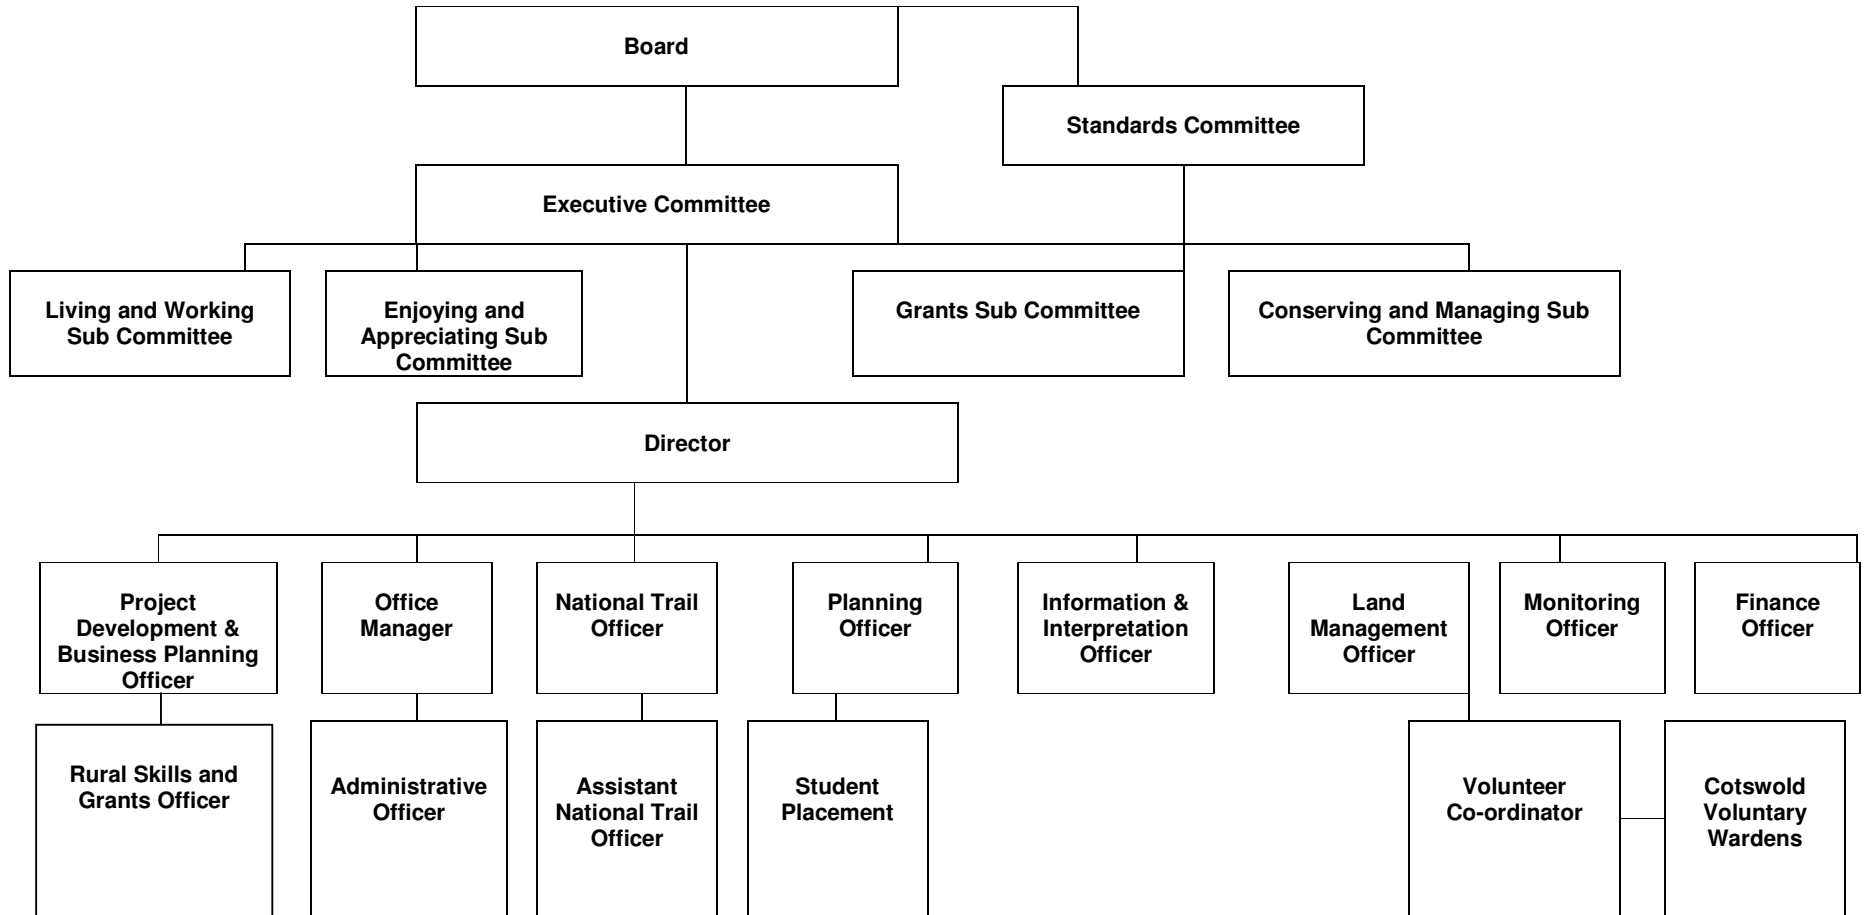 Board
Standards Committee
Executive Committee
Living and Working
Sub Committee
Enjoying and
Appreciating Sub
Committee
Grants Sub Committee
Conserving and Managing Sub
Committee
Director
Project
Development &
Business Planning
Officer
Office
Manager
National Trail
Officer
Planning
Officer
Information &
Interpretation
Officer
Land
Management
Officer
Monitoring
Officer
Finance
Officer
Rural Skills and
Grants Officer
Administrative
Officer
Assistant
National Trail
Officer
Student
Placement
Volunteer
Co-ordinator
Cotswold
Voluntary
Wardens